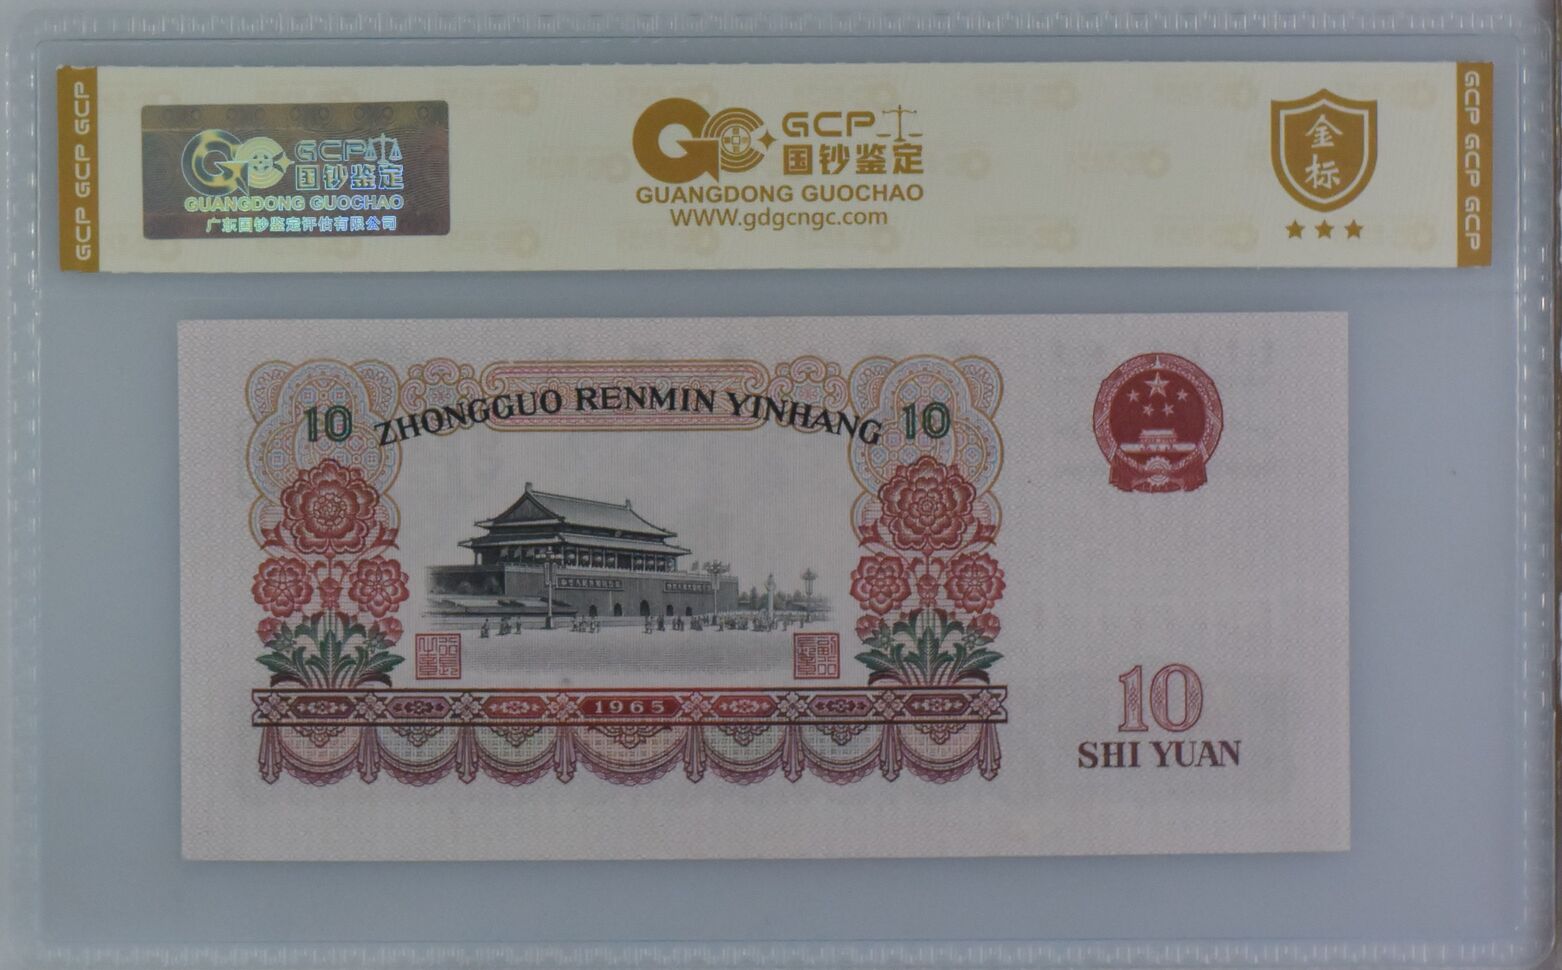 GCP GCP GCP
GCP
国钞鉴定
GUANGDONG GUOCHAO
广东国钞鉴定评估有限公司
GCP
国钞鉴定
GUANGDONG GUOCHAO
WWW.gdgcngc.com
金
标
GCP GCP GCP
10 ZHONGGUO RENMIN YINHANG 10
1965
10
SHI YUAN